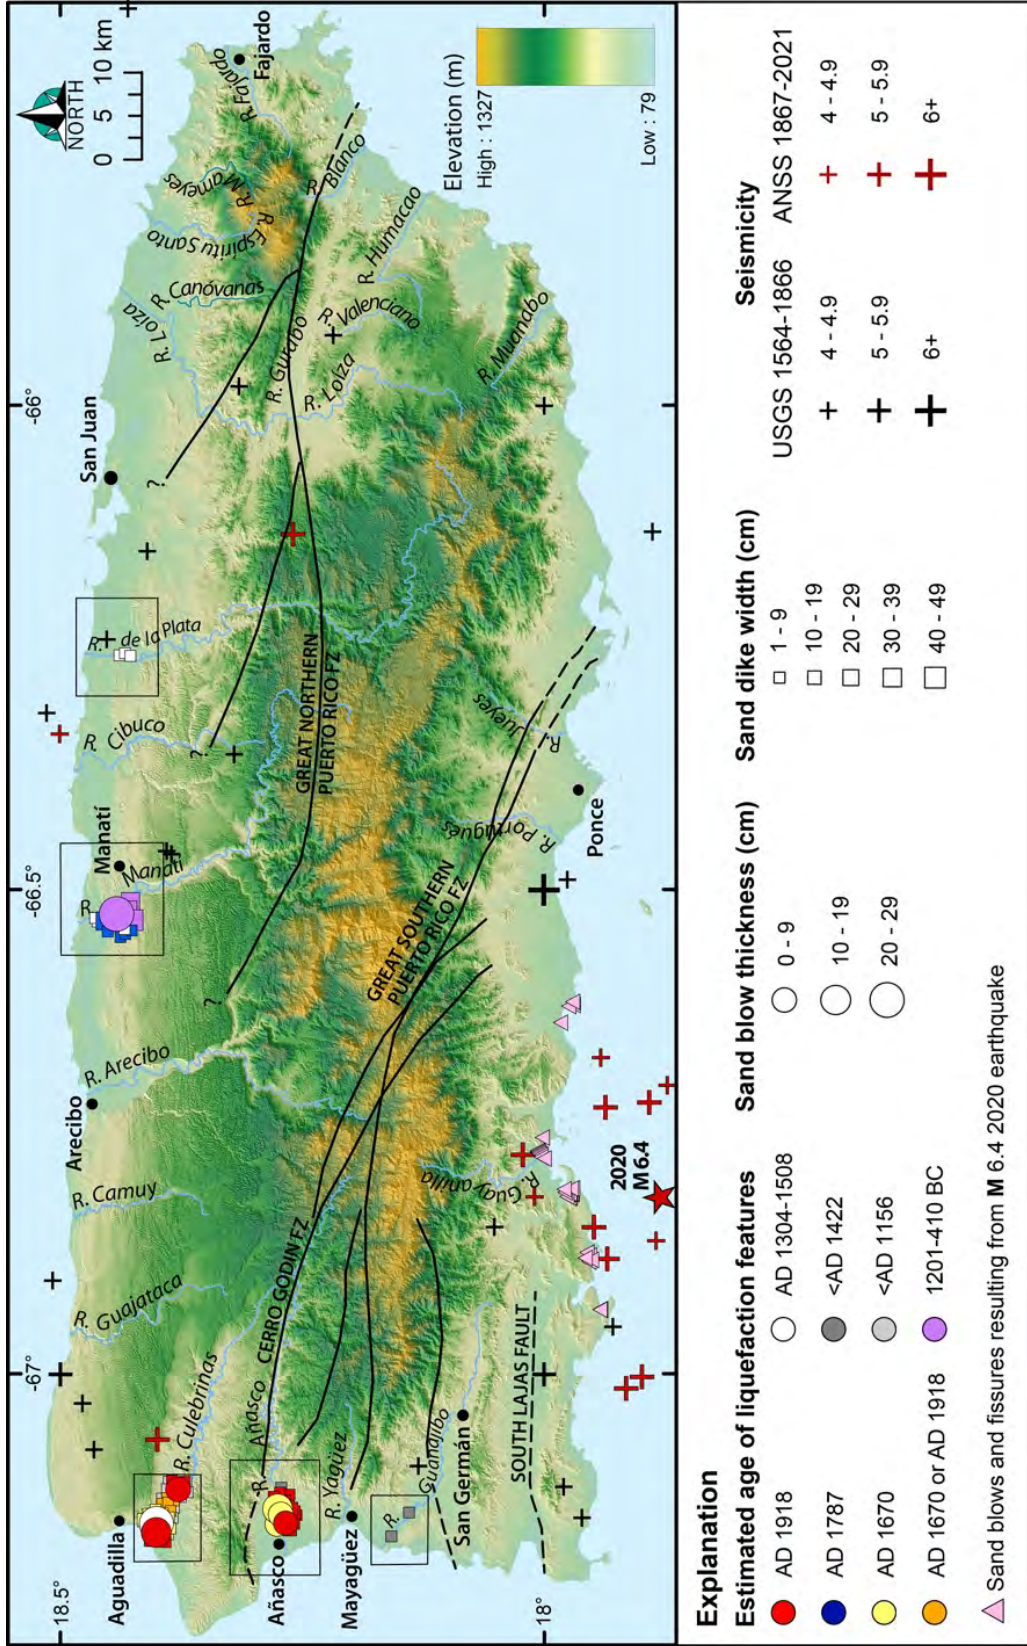 18.5°
18°
-67°
-66.5°
-66°
NORTH
0 5 10 km
Elevation (m)
High : 1327
Low : 79
Aguadilla
Añasco
Mayagüez
San Germán
Arecibo
Manatí
San Juan
Fajardo
Ponce
R. Culebrinas
R. Añasco
R. Yagüez
R. Guanajibo
R. Guajataca
R. Camuy
R. Arecibo
R. Manatí
R. Cibuco
R. de la Plata
R. Loíza
R. Canóvanas
R. Espíritu Santo
R. Mameyes
R. Fajardo
R. Blanco
R. Humacao
R. Valenciano
R. Gurabo
R. Loíza
R. Muanabo
R. Jueyes
R. Portugués
R. Guayanilla
CERRO GODIN FZ
GREAT SOUTHERN
PUERTO RICO FZ
GREAT NORTHERN
PUERTO RICO FZ
SOUTH LAJAS FAULT
?
?
?
2020
M 6.4
Explanation
Estimated age of liquefaction features
AD 1918
AD 1787
AD 1670
AD 1670 or AD 1918
AD 1304-1508
<AD 1422
<AD 1156
1201-410 BC
Sand blow thickness (cm)
0 - 9
10 - 19
20 - 29
Sand dike width (cm)
1 - 9
10 - 19
20 - 29
30 - 39
40 - 49
Seismicity
USGS 1564-1866
4 - 4.9
5 - 5.9
6+
ANSS 1867-2021
4 - 4.9
5 - 5.9
6+
Sand blows and fissures resulting from M 6.4 2020 earthquake